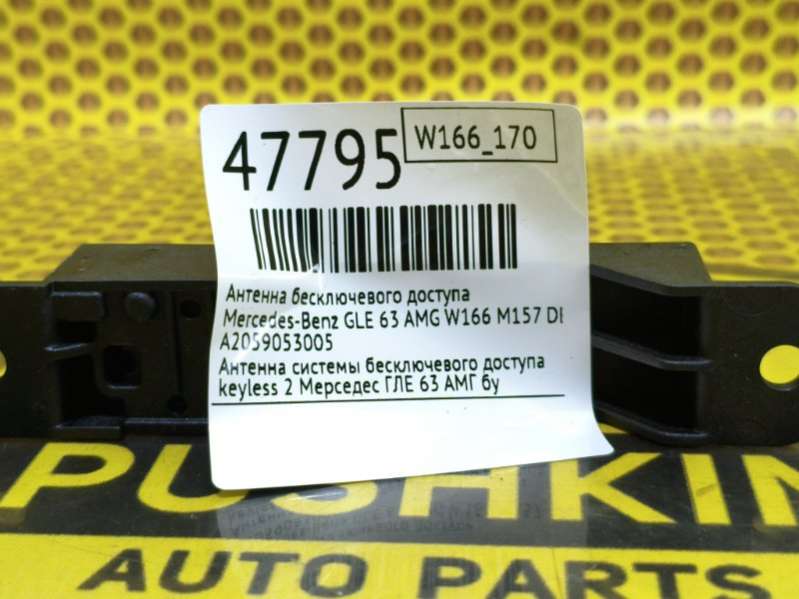 47795
W166_170
Антенна бесключевого доступа
Mercedes-Benz GLE 63 AMG W166 M157 DE
A2059053005
Антенна системы бесключевого доступа
keyless 2 Мерседес ГЛЕ 63 АМГ бу
PUSHKIN
AUTO PARTS